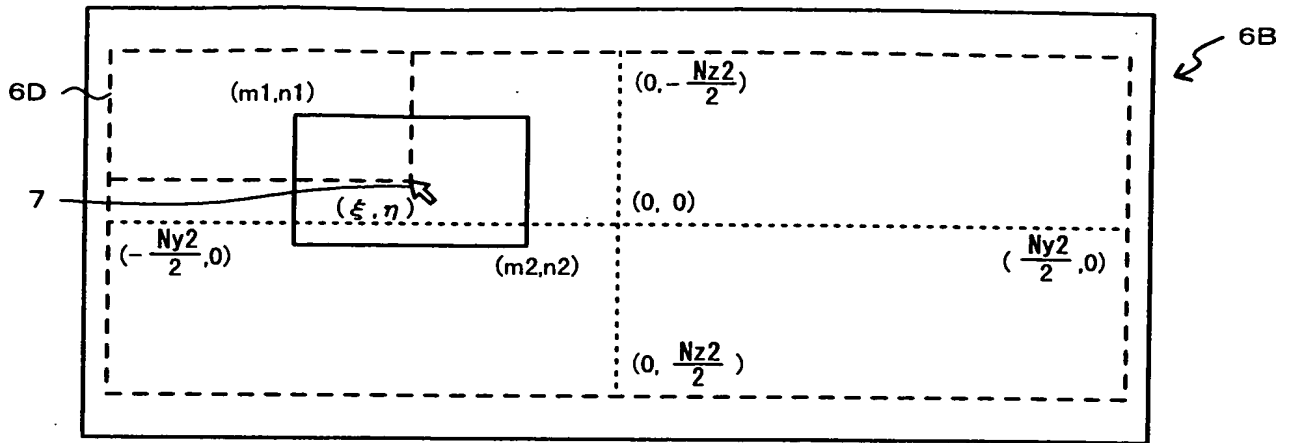 6B
6D
(m1,n1)
(0,-Nz2/2)
7
(ξ,η)
(0, 0)
(-Ny2/2,0)
(m2,n2)
(Ny2/2,0)
(0, Nz2/2)